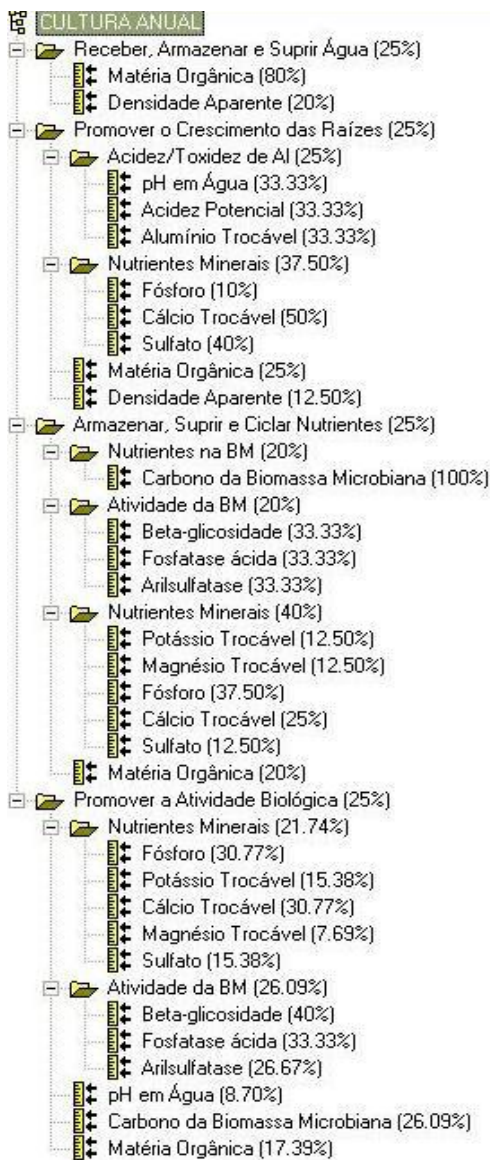 CULTURA ANUAL
Receber, Armazenar e Suprir Água (25%)
Matéria Orgânica (80%)
Densidade Aparente (20%)
Promover o Crescimento das Raízes (25%)
Acidez/Toxidez de Al (25%)
pH em Água (33.33%)
Acidez Potencial (33.33%)
Alumínio Trocável (33.33%)
Nutrientes Minerais (37.50%)
Fósforo (10%)
Cálcio Trocável (50%)
Sulfato (40%)
Matéria Orgânica (25%)
Densidade Aparente (12.50%)
Armazenar, Suprir e Ciclar Nutrientes (25%)
Nutrientes na BM (20%)
Carbono da Biomassa Microbiana (100%)
Atividade da BM (20%)
Beta-glicosidade (33.33%)
Fosfatase ácida (33.33%)
Arilsulfatase (33.33%)
Nutrientes Minerais (40%)
Potássio Trocável (12.50%)
Magnésio Trocável (12.50%)
Fósforo (37.50%)
Cálcio Trocável (25%)
Sulfato (12.50%)
Matéria Orgânica (20%)
Promover a Atividade Biológica (25%)
Nutrientes Minerais (21.74%)
Fósforo (30.77%)
Potássio Trocável (15.38%)
Cálcio Trocável (30.77%)
Magnésio Trocável (7.69%)
Sulfato (15.38%)
Atividade da BM (26.09%)
Beta-glicosidade (40%)
Fosfatase ácida (33.33%)
Arilsulfatase (26.67%)
pH em Água (8.70%)
Carbono da Biomassa Microbiana (26.09%)
Matéria Orgânica (17.39%)